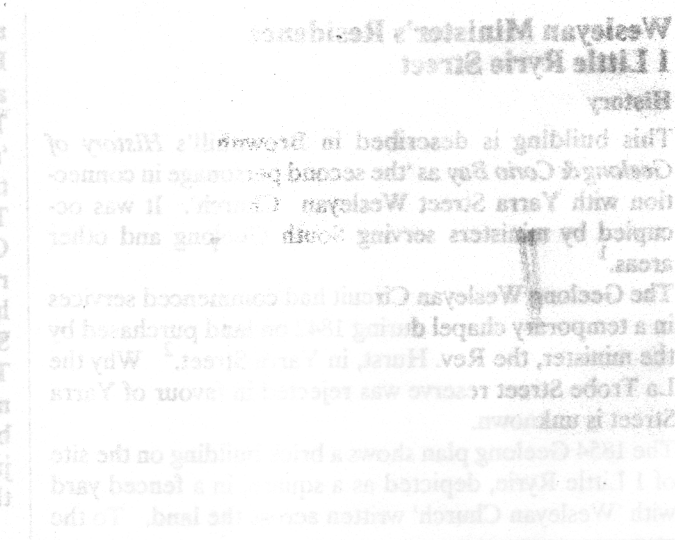 Wesleyan Minister's Residence
1 Little Ryrie Street
History
This building is described in Brownhill's History of
Geelong & Corio Bay as 'the second parsonage in connec-
tion with Yarra Street Wesleyan Church'. It was oc-
cupied by ministers serving South Geelong and other
areas.1
The Geelong Wesleyan Circuit had commenced services
in a temporary chapel during 1842 on land purchased by
the minister, the Rev. Hurst, in Yarra Street.2 Why the
La Trobe Street reserve was rejected in favour of Yarra
Street is unknown.
The 1854 Geelong plan shows a brick building on the site
of 1 Little Ryrie, depicted as a square in a fenced yard
with 'Wesleyan Church' written across the land. To the